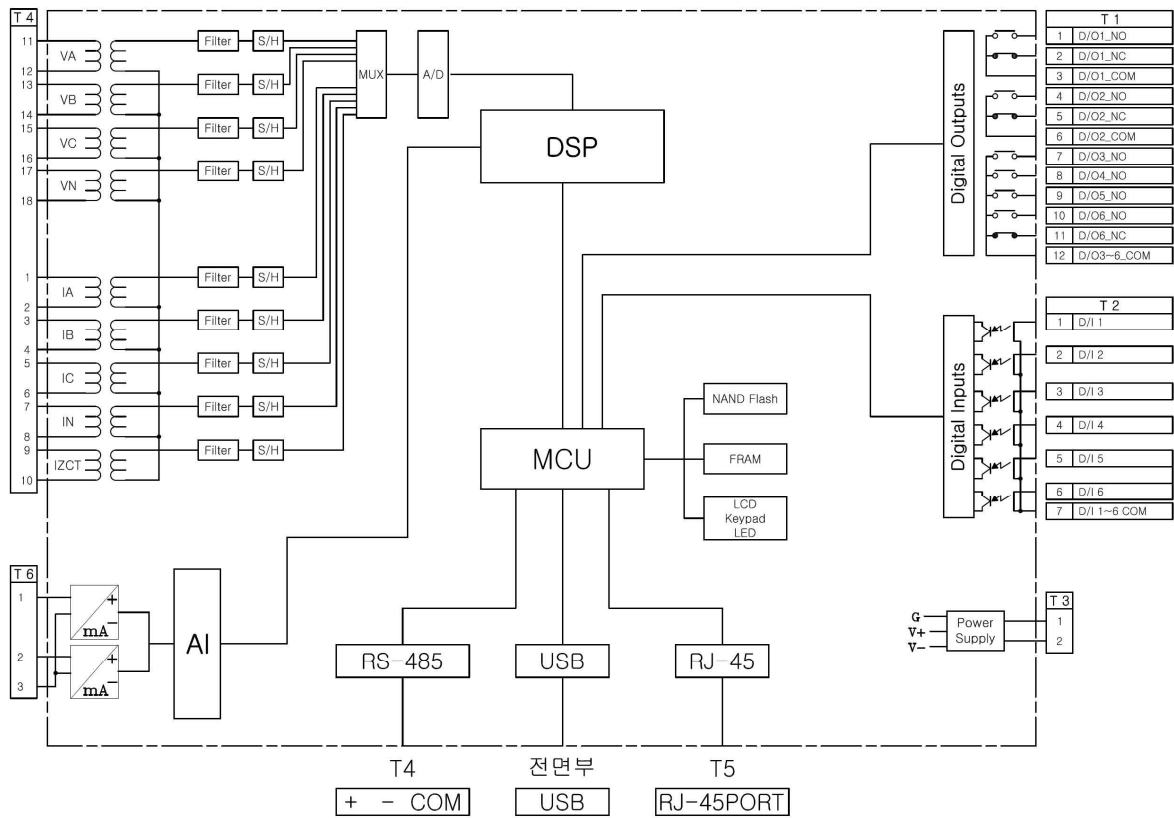 T 4
11
VA
12
13
VB
14
15
VC
16
17
VN
18
1
IA
2
3
IB
4
5
IC
6
7
IN
8
9
IZCT
10
Filter S/H
Filter S/H
Filter S/H
Filter S/H
Filter S/H
Filter S/H
Filter S/H
Filter S/H
Filter S/H
MUX
A/D
DSP
MCU
NAND Flash
FRAM
LCD
Keypad
LED
Digital Outputs
T 1
1 D/O1_NO
2 D/O1_NC
3 D/O1_COM
4 D/O2_NO
5 D/O2_NC
6 D/O2_COM
7 D/O3_NO
8 D/O4_NO
9 D/O5_NO
10 D/O6_NO
11 D/O6_NC
12 D/O3~6_COM
Digital Inputs
T 2
1 D/I 1
2 D/I 2
3 D/I 3
4 D/I 4
5 D/I 5
6 D/I 6
7 D/I 1~6 COM
T 6
1
2
3
+
-
mA
+
-
mA
AI
G
V+
V-
Power
Supply
T 3
1
2
RS-485
USB
RJ-45
T4
전면부
T5
+ - COM
USB
RJ-45PORT